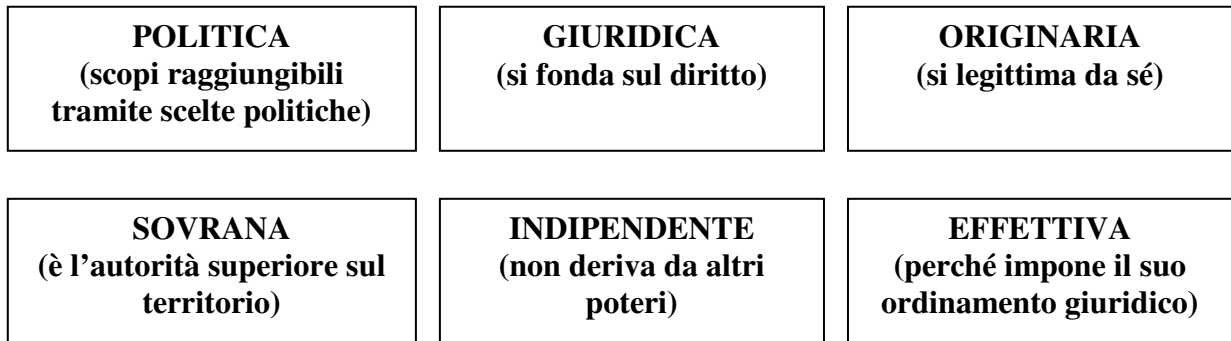 POLITICA
(scopi raggiungibili
tramite scelte politiche)
GIURIDICA
(si fonda sul diritto)
ORIGINARIA
(si legittima da sé)
SOVRANA
(è l’autorità superiore sul
territorio)
INDIPENDENTE
(non deriva da altri
poteri)
EFFETTIVA
(perché impone il suo
ordinamento giuridico)